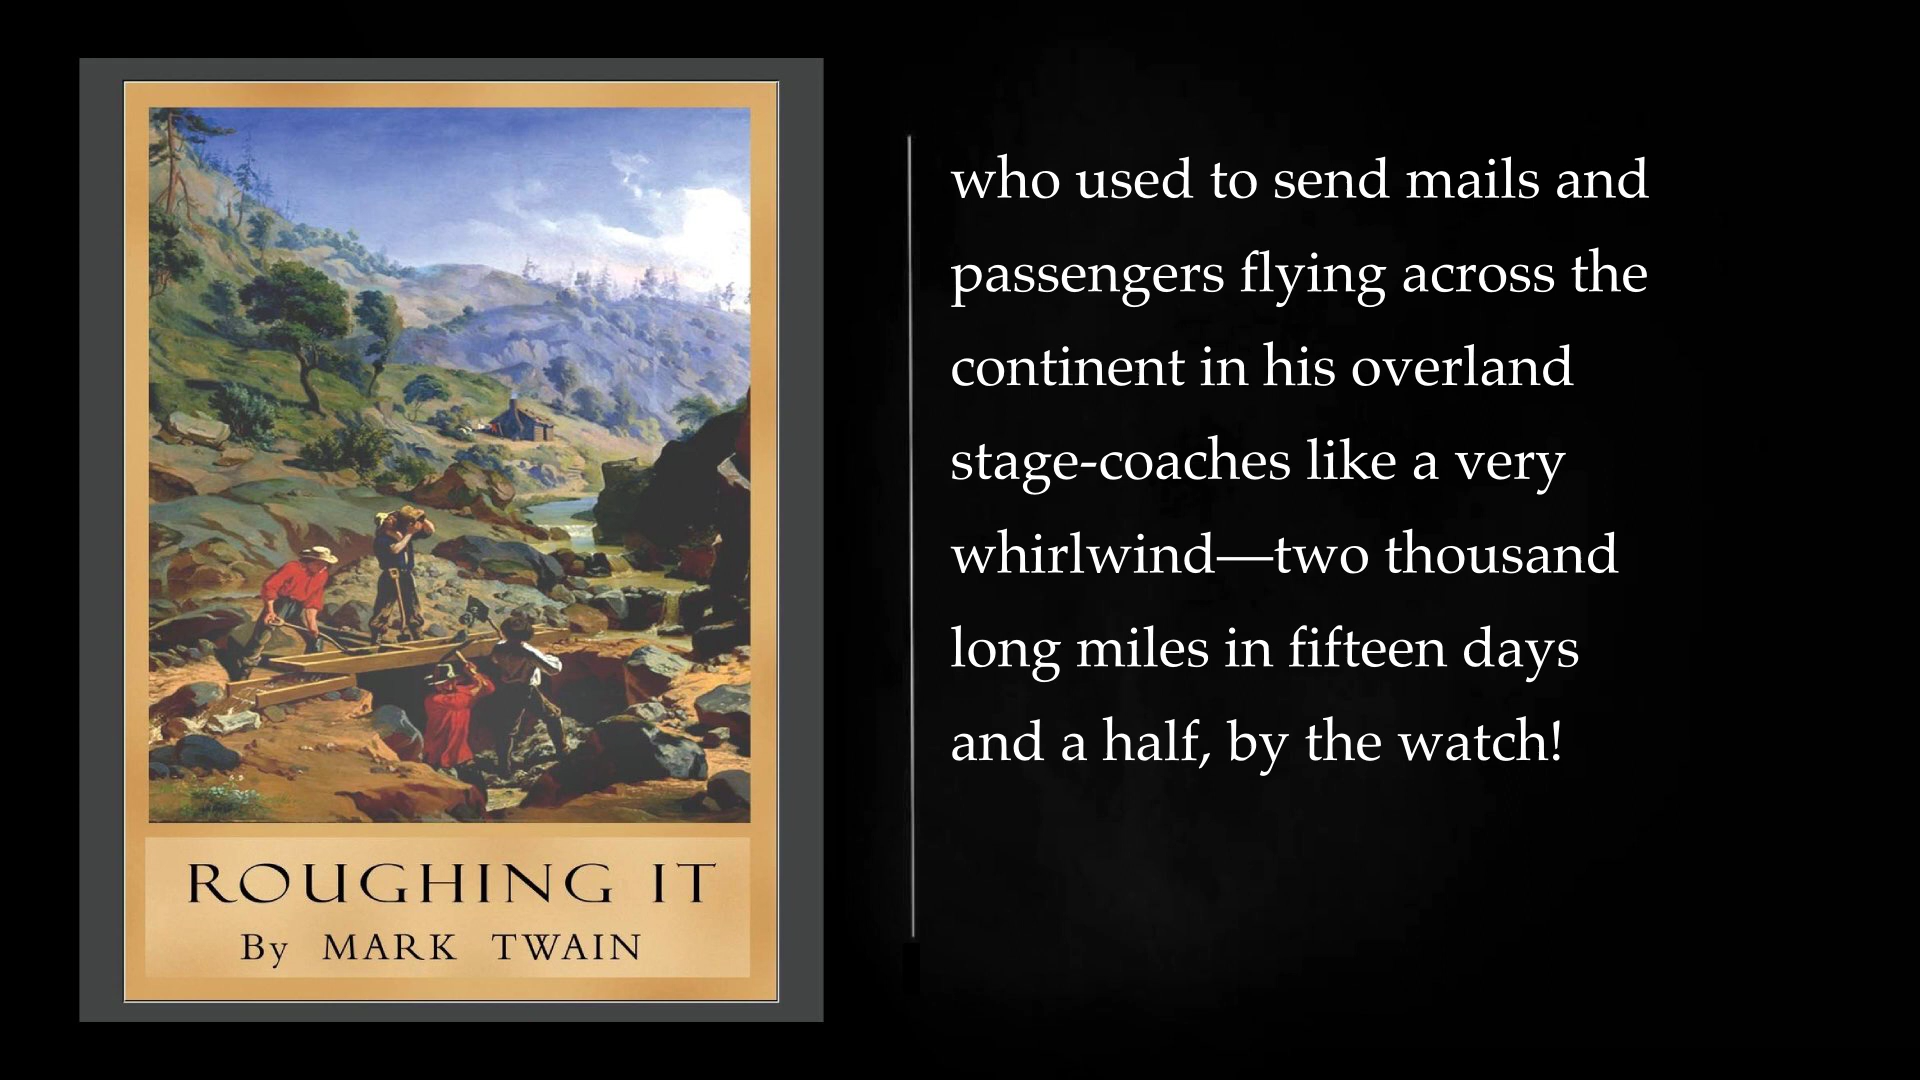 ROUGHING IT
By MARK TWAIN
who used to send mails and
passengers flying across the
continent in his overland
stage-coaches like a very
whirlwind—two thousand
long miles in fifteen days
and a half, by the watch!